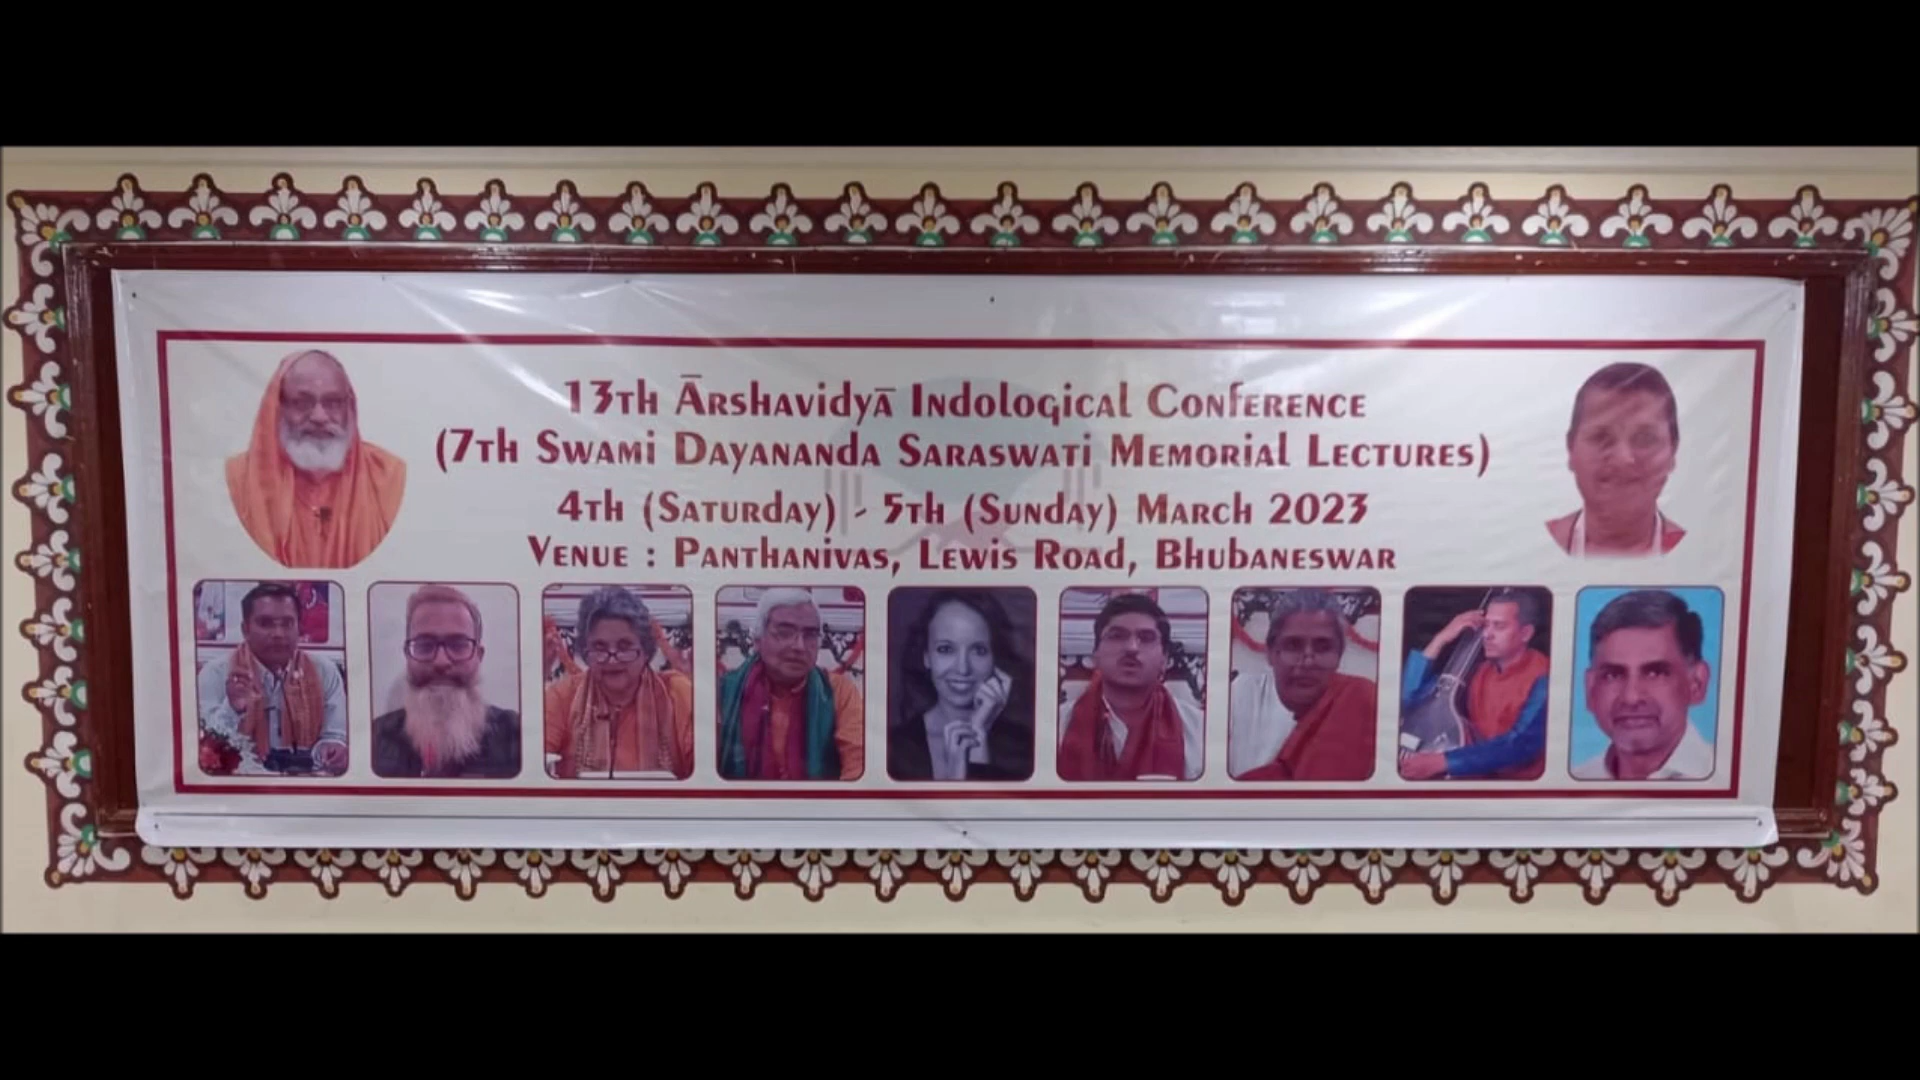 13th Ārshavidyā Indological Conference
(7th Swami Dayananda Saraswati Memorial Lectures)
4th (Saturday) - 5th (Sunday) March 2023
Venue : Panthanivas, Lewis Road, Bhubaneswar